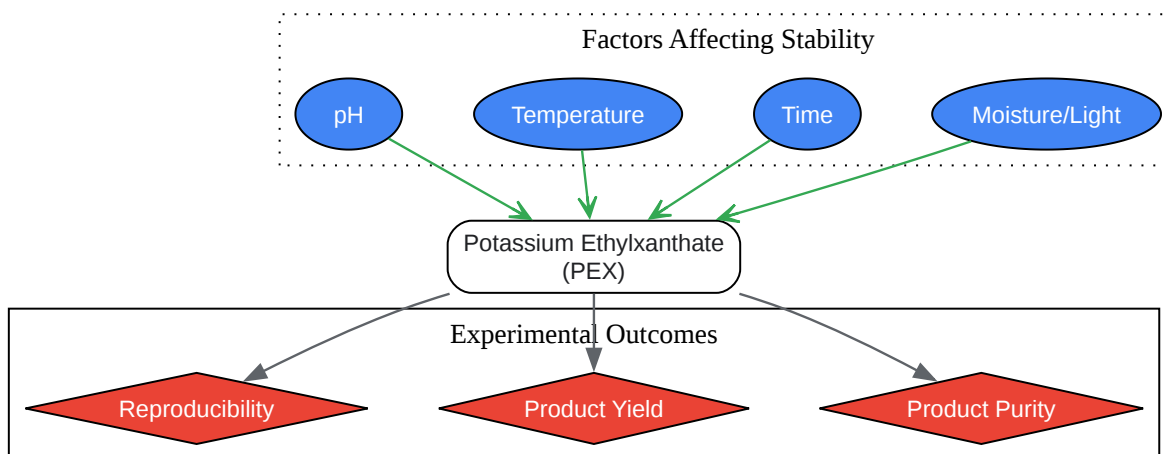 Factors Affecting Stability
pH
Temperature
Time
Moisture/Light
Potassium Ethylxanthate
(PEX)
Experimental Outcomes
Reproducibility
Product Yield
Product Purity